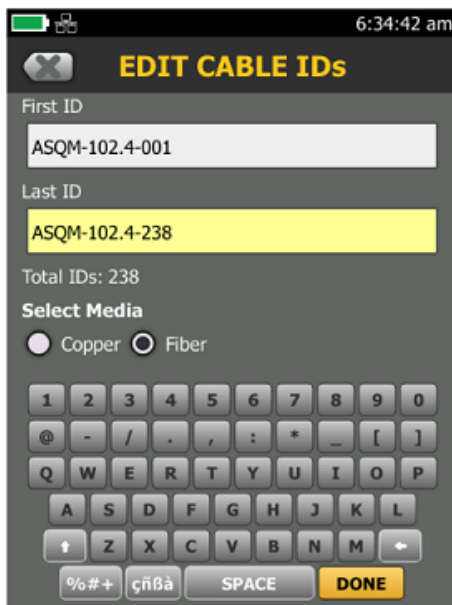 6:34:42 am
EDIT CABLE IDs
First ID
ASQM-102.4-001
Last ID
ASQM-102.4-238
Total IDs: 238
Select Media
Copper Fiber
1 2 3 4 5 6 7 8 9 0
@ - / . , : * _ [ ]
Q W E R T Y U I O P
A S D F G H J K L
Z X C V B N M
%#+ çñßà SPACE DONE